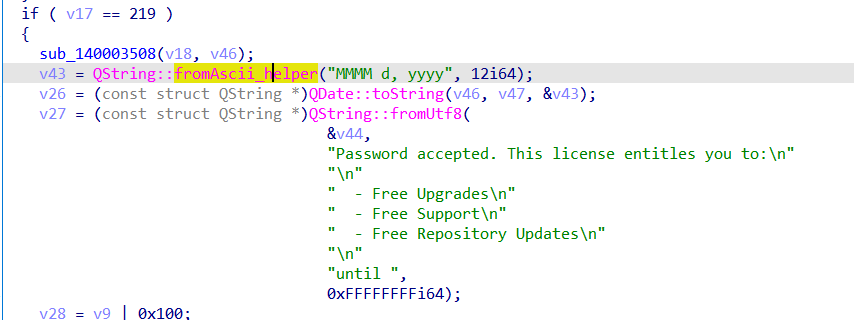 if ( v17 == 219 )
{
sub_140003508(v18, v46);
v43 = QString::fromAscii_helper("MMMM d, yyyy", 12i64);
v26 = (const struct QString *)QDate::toString(v46, v47, &v43);
v27 = (const struct QString *)QString::fromUtf8(
&v44,
"Password accepted. This license entitles you to:\n"
"\n"
"  - Free Upgrades\n"
"  - Free Support\n"
"  - Free Repository Updates\n"
"\n"
"until ",
0xFFFFFFFFi64);
v28 = v9 | 0x100;